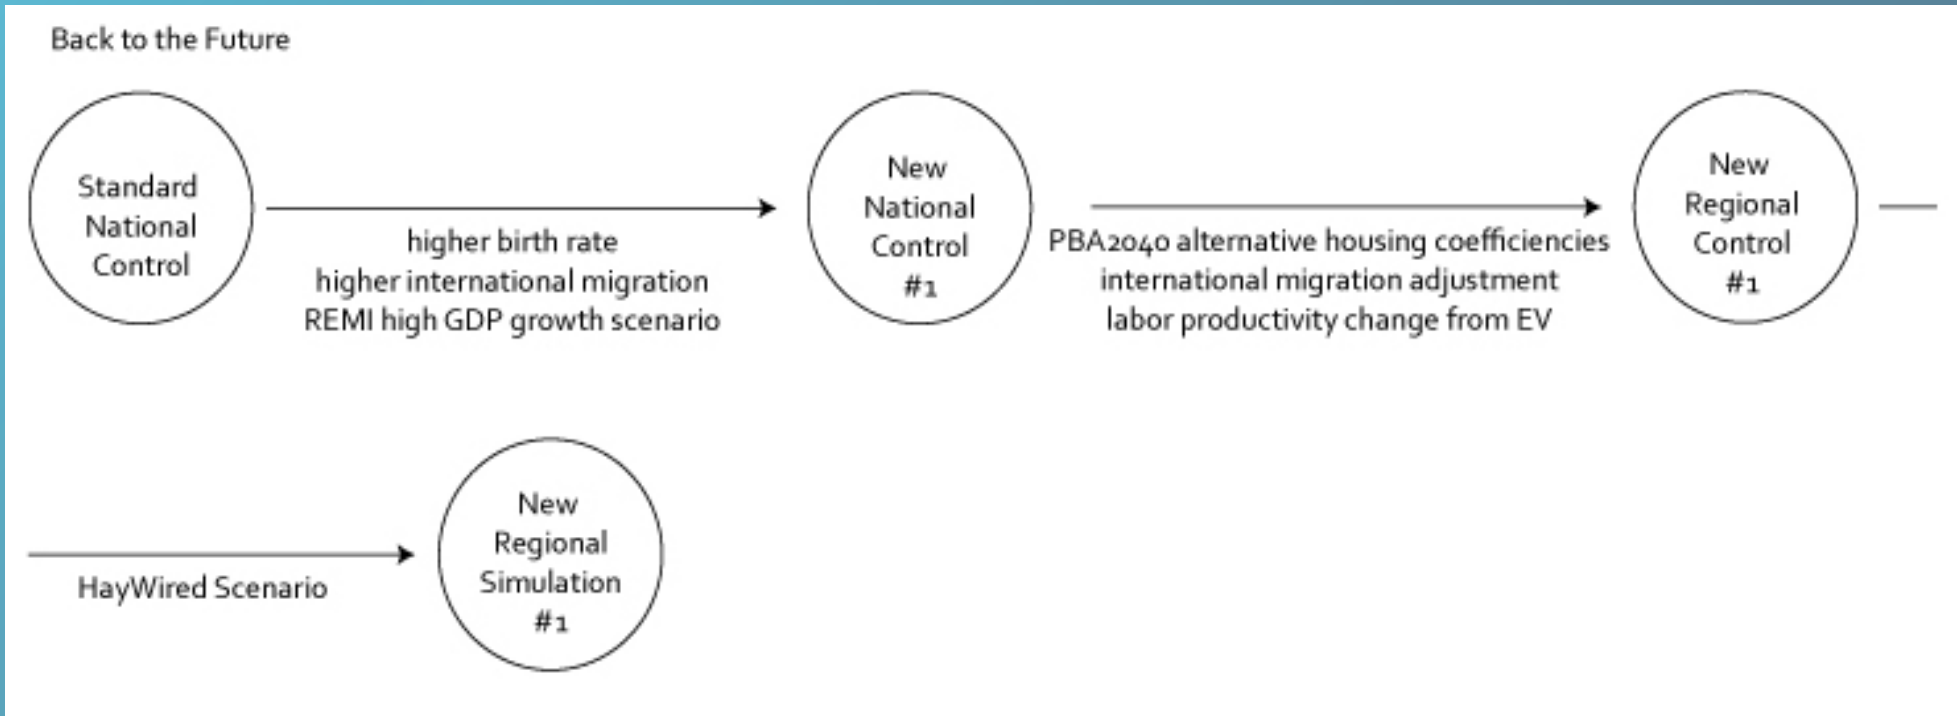 Back to the Future
Standard
National
Control
higher birth rate
higher international migration
REMI high GDP growth scenario
New
National
Control
#1
PBA2040 alternative housing coefficiencies
international migration adjustment
labor productivity change from EV
New
Regional
Control
#1
HayWired Scenario
New
Regional
Simulation
#1